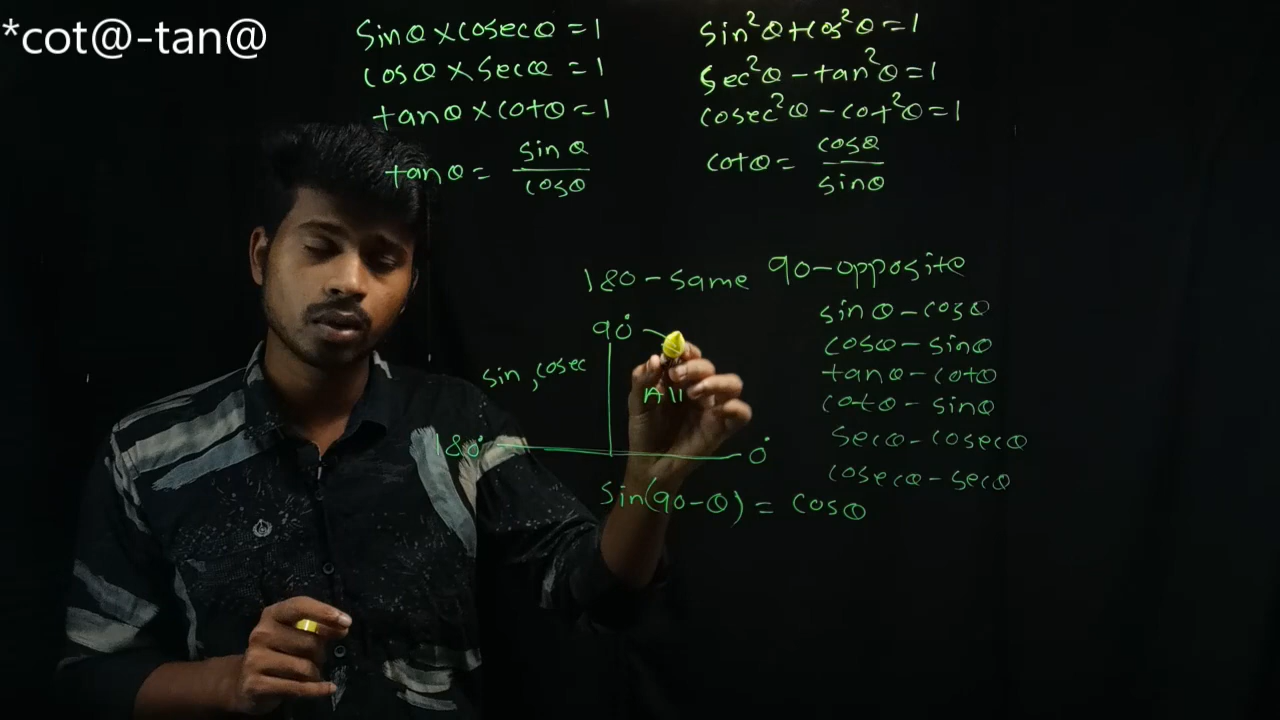 *cot@-tan@
sinθ×cosecθ=1
cosθ×secθ=1
tanθ×cotθ=1
tanθ= sinθ/cosθ
sin²θ+cos²θ=1
sec²θ-tan²θ=1
cosec²θ-cot²θ=1
cotθ= cosθ/sinθ
180-same 90-opposite
sinθ-cosθ
cosθ-sinθ
tanθ-cotθ
cotθ-sinθ
secθ-cosecθ
cosecθ-secθ
90°
sin, cosec
All
180°
0°
sin(90-θ) = cosθ